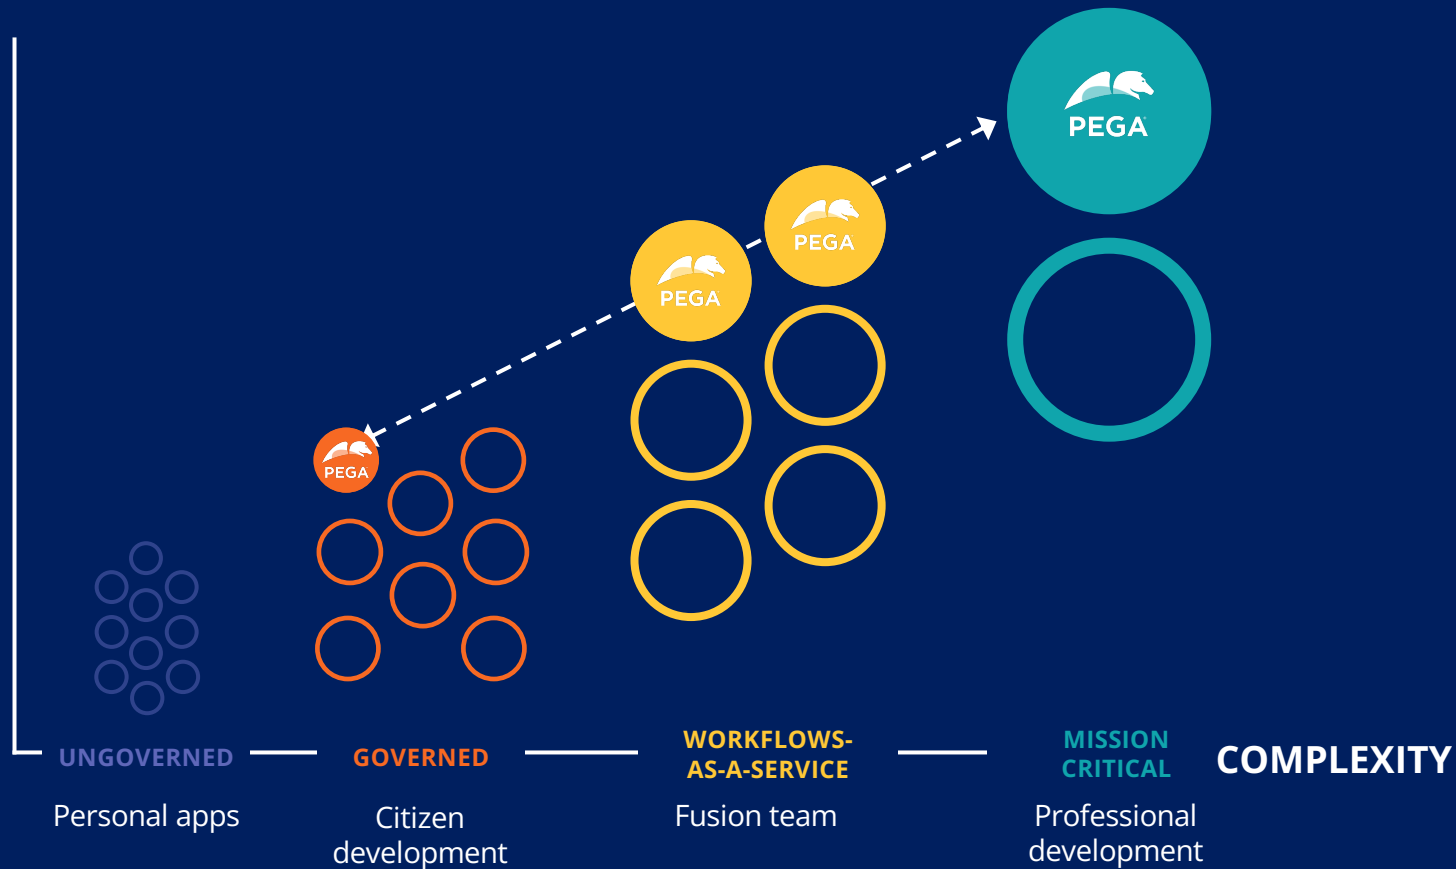 PEGA
PEGA
PEGA
PEGA
UNGOVERNED
Personal apps
GOVERNED
Citizen
development
WORKFLOWS-
AS-A-SERVICE
Fusion team
MISSION
CRITICAL
Professional
development
COMPLEXITY